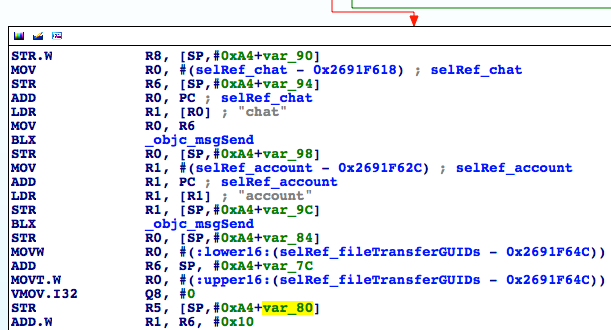 STR.W R8, [SP,#0xA4+var_90]
MOV R0, #(selRef_chat - 0x2691F618) ; selRef_chat
STR R6, [SP,#0xA4+var_94]
ADD R0, PC ; selRef_chat
LDR R1, [R0] ; "chat"
MOV R0, R6
BLX _objc_msgSend
STR R0, [SP,#0xA4+var_98]
MOV R1, #(selRef_account - 0x2691F62C) ; selRef_account
ADD R1, PC ; selRef_account
LDR R1, [R1] ; "account"
STR R1, [SP,#0xA4+var_9C]
BLX _objc_msgSend
STR R0, [SP,#0xA4+var_84]
MOVW R0, #(:lower16:(selRef_fileTransferGUIDs - 0x2691F64C))
ADD R6, SP, #0xA4+var_7C
MOVT.W R0, #(:upper16:(selRef_fileTransferGUIDs - 0x2691F64C))
VMOV.I32 Q8, #0
STR R5, [SP,#0xA4+var_80]
ADD.W R1, R6, #0x10